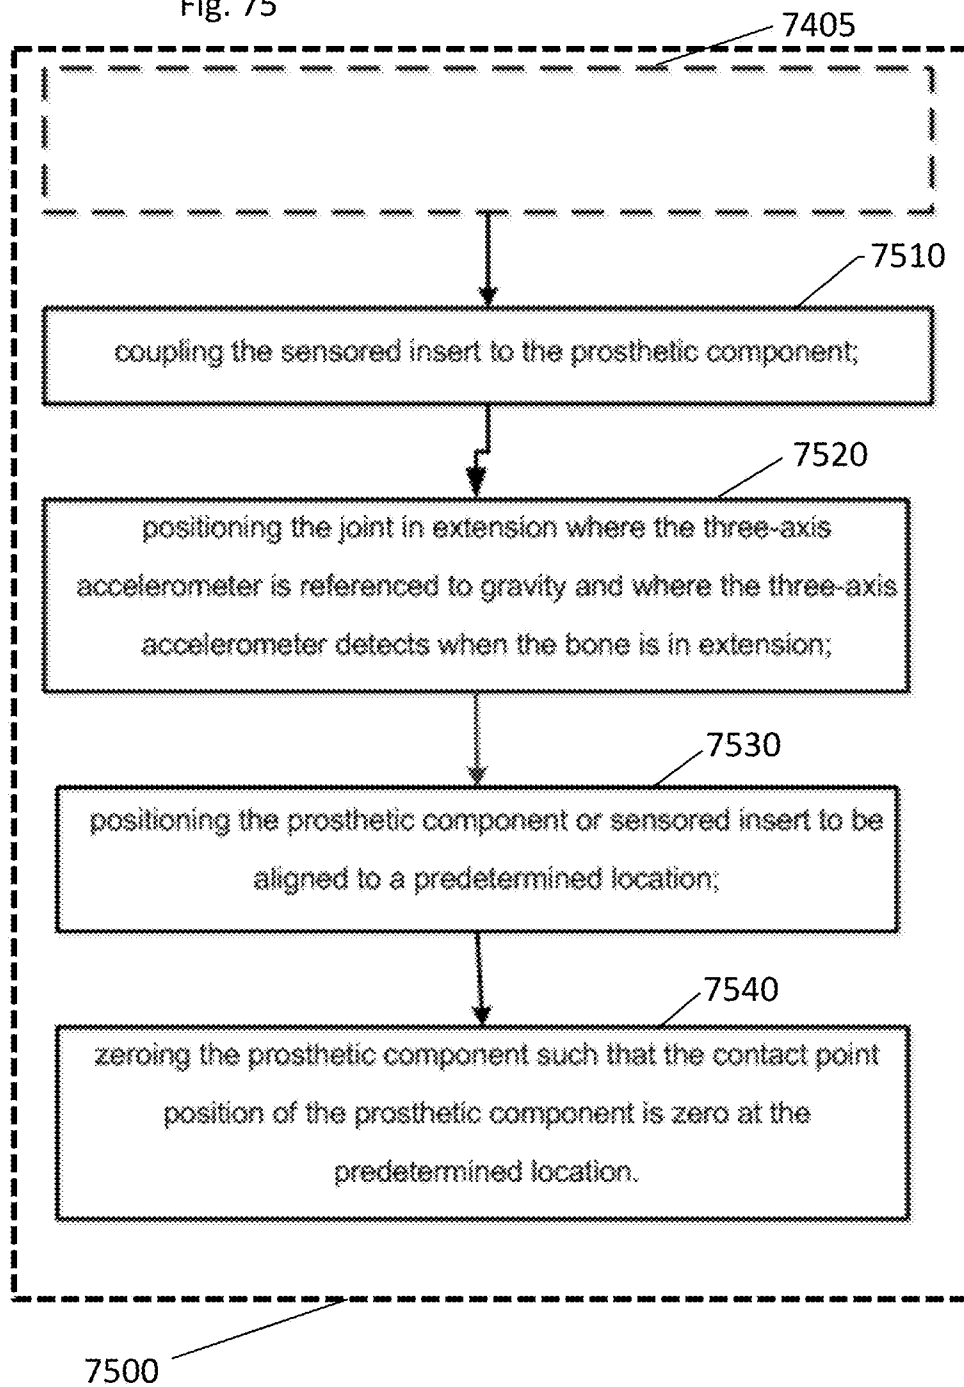 Fig. 75
7405
7510
coupling the sensored insert to the prosthetic component;
7520
positioning the joint in extension where the three-axis
accelerometer is referenced to gravity and where the three-axis
accelerometer detects when the bone is in extension;
7530
positioning the prosthetic component or sensored insert to be
aligned to a predetermined location;
7540
zeroing the prosthetic component such that the contact point
position of the prosthetic component is zero at the
predetermined location.
7500